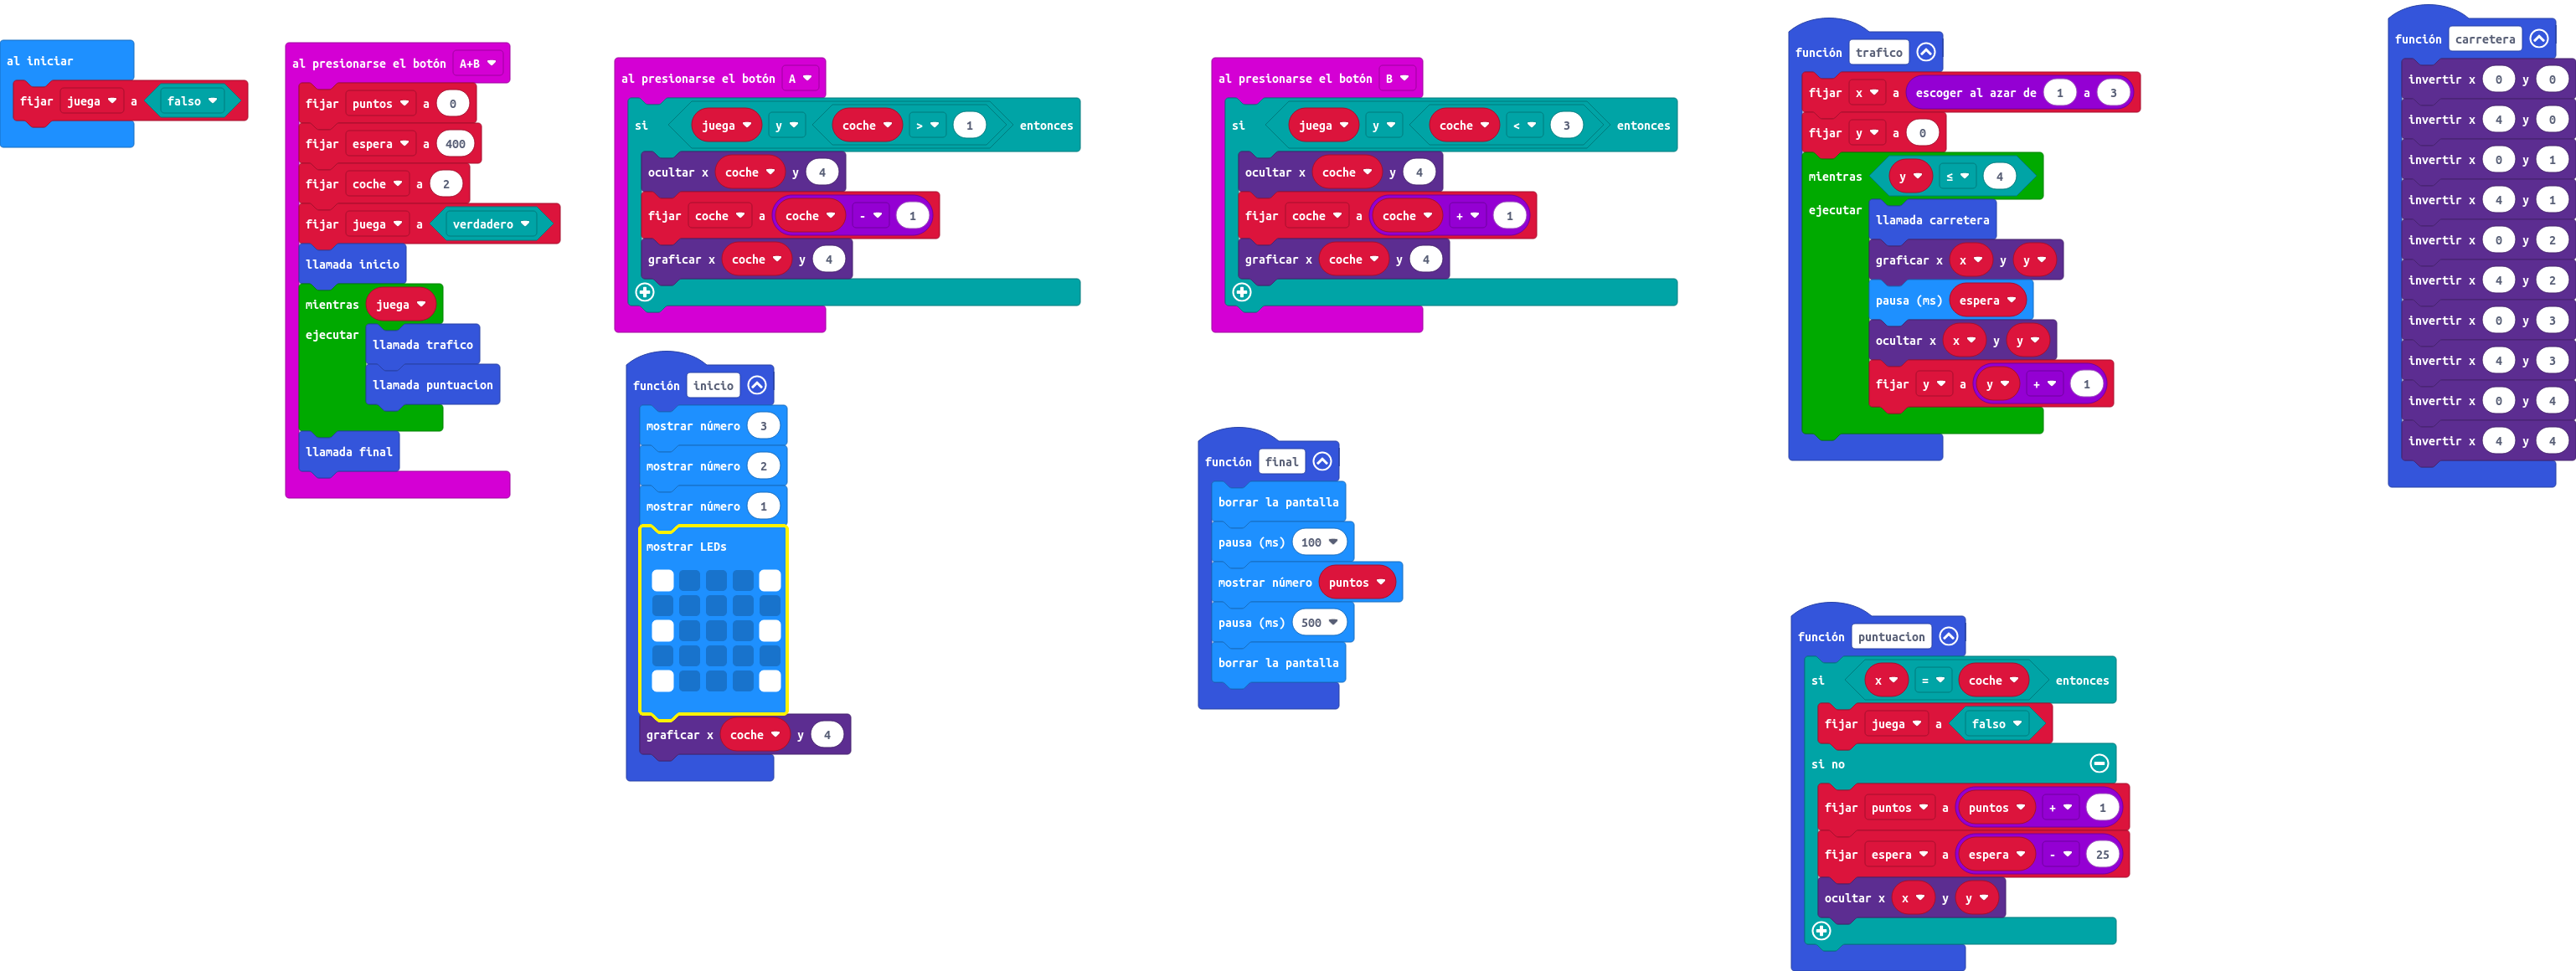 al iniciar
fijar juega a falso
al presionarse el botón A+B
fijar puntos a 0
fijar espera a 400
fijar coche a 2
fijar juega a verdadero
llamada inicio
mientras juega
ejecutar
llamada trafico
llamada puntuacion
llamada final
al presionarse el botón A
si juega y coche > 1 entonces
ocultar x coche y 4
fijar coche a coche - 1
graficar x coche y 4
función inicio
mostrar número 3
mostrar número 2
mostrar número 1
mostrar LEDs
graficar x coche y 4
al presionarse el botón B
si juega y coche < 3 entonces
ocultar x coche y 4
fijar coche a coche + 1
graficar x coche y 4
función final
borrar la pantalla
pausa (ms) 100
mostrar número puntos
pausa (ms) 500
borrar la pantalla
función trafico
fijar x a escoger al azar de 1 a 3
fijar y a 0
mientras y ≤ 4
ejecutar
llamada carretera
graficar x x y y
pausa (ms) espera
ocultar x x y y
fijar y a y + 1
función puntuacion
si x = coche entonces
fijar juega a falso
si no
fijar puntos a puntos + 1
fijar espera a espera - 25
ocultar x x y y
función carretera
invertir x 0 y 0
invertir x 4 y 0
invertir x 0 y 1
invertir x 4 y 1
invertir x 0 y 2
invertir x 4 y 2
invertir x 0 y 3
invertir x 4 y 3
invertir x 0 y 4
invertir x 4 y 4